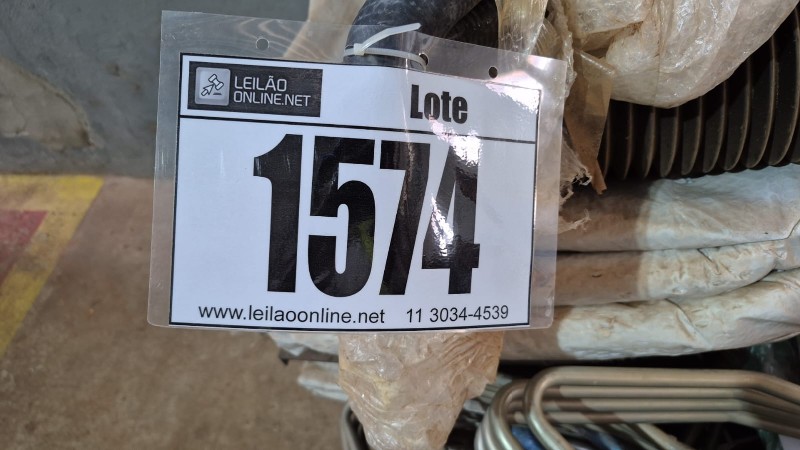 LEILÃO
ONLINE.NET
Lote
1574
www.leilaoonline.net 11 3034-4539